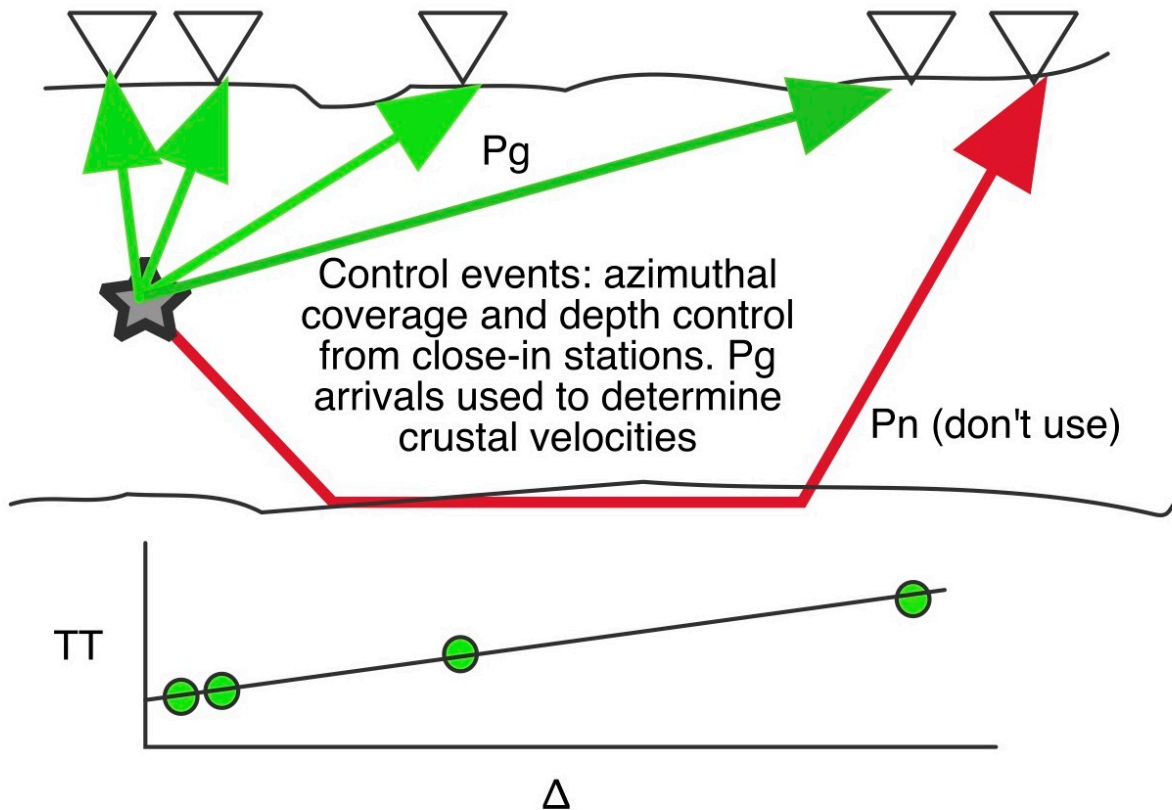 Pg
Control events: azimuthal
coverage and depth control
from close-in stations. Pg
arrivals used to determine
crustal velocities
Pn (don't use)
TT
Δ